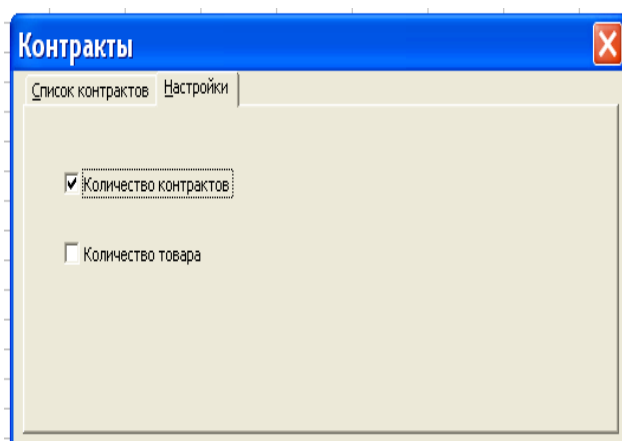 Контракты
Список контрактов Настройки
Количество контрактов
Количество товара